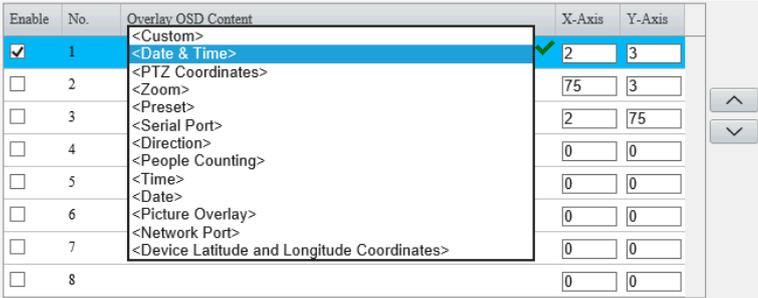 Enable No. Overlay OSD Content X-Axis Y-Axis
<Custom>
1 <Date & Time> 2 3
<PTZ Coordinates>
2 <Zoom> 75 3
<Preset>
3 <Serial Port> 2 75
<Direction>
4 <People Counting> 0 0
<Time>
5 <Date> 0 0
6 <Picture Overlay> 0 0
<Network Port>
7 <Device Latitude and Longitude Coordinates> 0 0
8 0 0